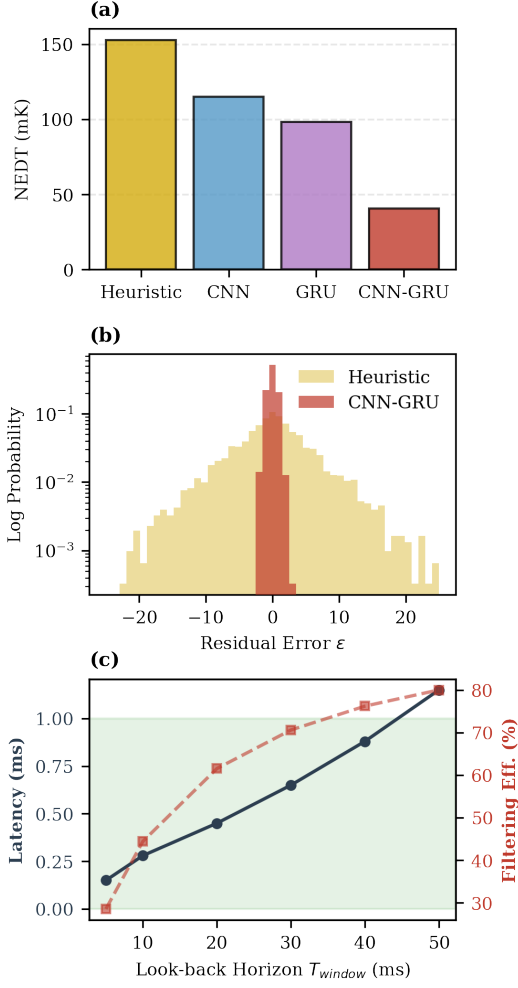 (a)
150
100
50
0
NEDT (mK)
Heuristic CNN GRU CNN-GRU
(b)
Heuristic
CNN-GRU
10⁻¹
10⁻²
10⁻³
Log Probability
−20 −10 0 10 20
Residual Error ε
(c)
1.00
0.75
0.50
0.25
0.00
Latency (ms)
80
70
60
50
40
30
Filtering Eff. (%)
10 20 30 40 50
Look-back Horizon T_window (ms)